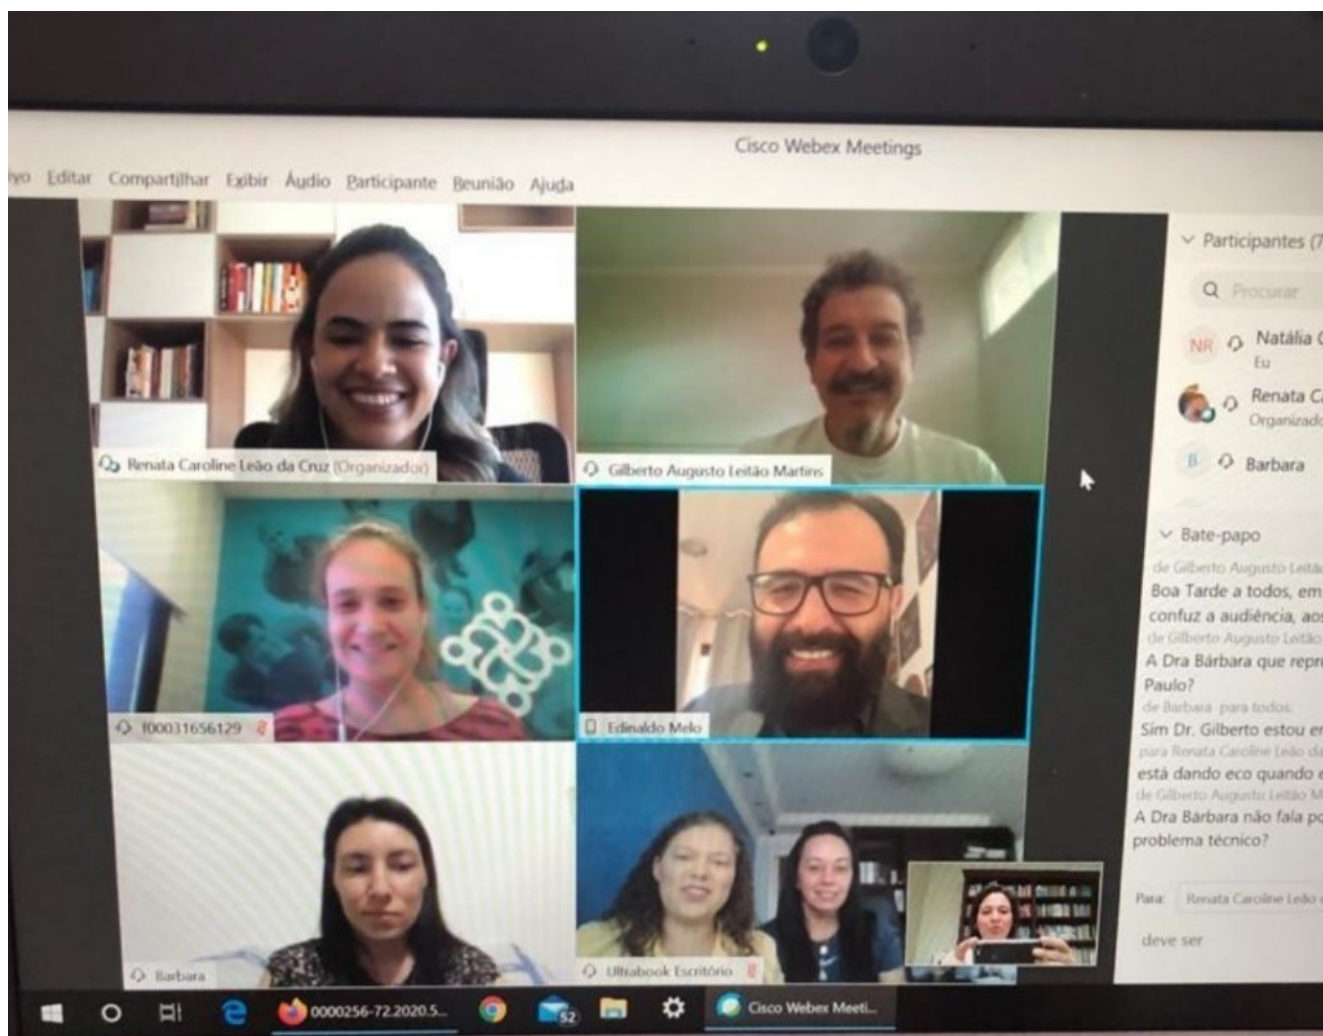 Cisco Webex Meetings
ivo Editar Compartilhar Exibir Áudio Participante Reunião Ajuda
Renata Caroline Leão da Cruz (Organizador)
Gilberto Augusto Leitão Martins
f00031656129
Edinaldo Melo
Barbara
Ultrabook Escritório
Participantes (7
Procurar
NR Natália
Eu
Renata Ca
Organizado
B Barbara
Bate-papo
de Gilberto Augusto Leitão
Boa Tarde a todos, em
confuz a audiência, aos
de Gilberto Augusto Leitão
A Dra Bárbara que repre
Paulo?
de Barbara para todos:
Sim Dr. Gilberto estou em
para Renata Caroline Leão da
está dando eco quando e
de Gilberto Augusto Leitão M
A Dra Bárbara não fala po
problema técnico?
Para: Renata Caroline Leão
deve ser
0000256-72.2020.5...
52
Cisco Webex Meeti...